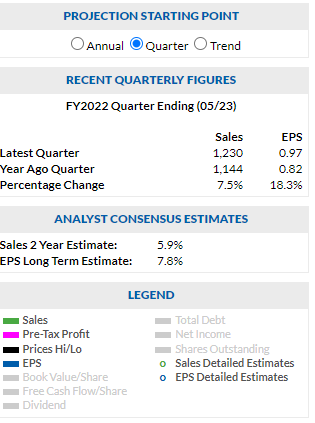 PROJECTION STARTING POINT
Annual Quarter Trend
RECENT QUARTERLY FIGURES
FY2022 Quarter Ending (05/23)
Sales EPS
Latest Quarter 1,230 0.97
Year Ago Quarter 1,144 0.82
Percentage Change 7.5% 18.3%
ANALYST CONSENSUS ESTIMATES
Sales 2 Year Estimate: 5.9%
EPS Long Term Estimate: 7.8%
LEGEND
Sales Total Debt
Pre-Tax Profit Net Income
Prices Hi/Lo Shares Outstanding
EPS Sales Detailed Estimates
Book Value/Share EPS Detailed Estimates
Free Cash Flow/Share
Dividend